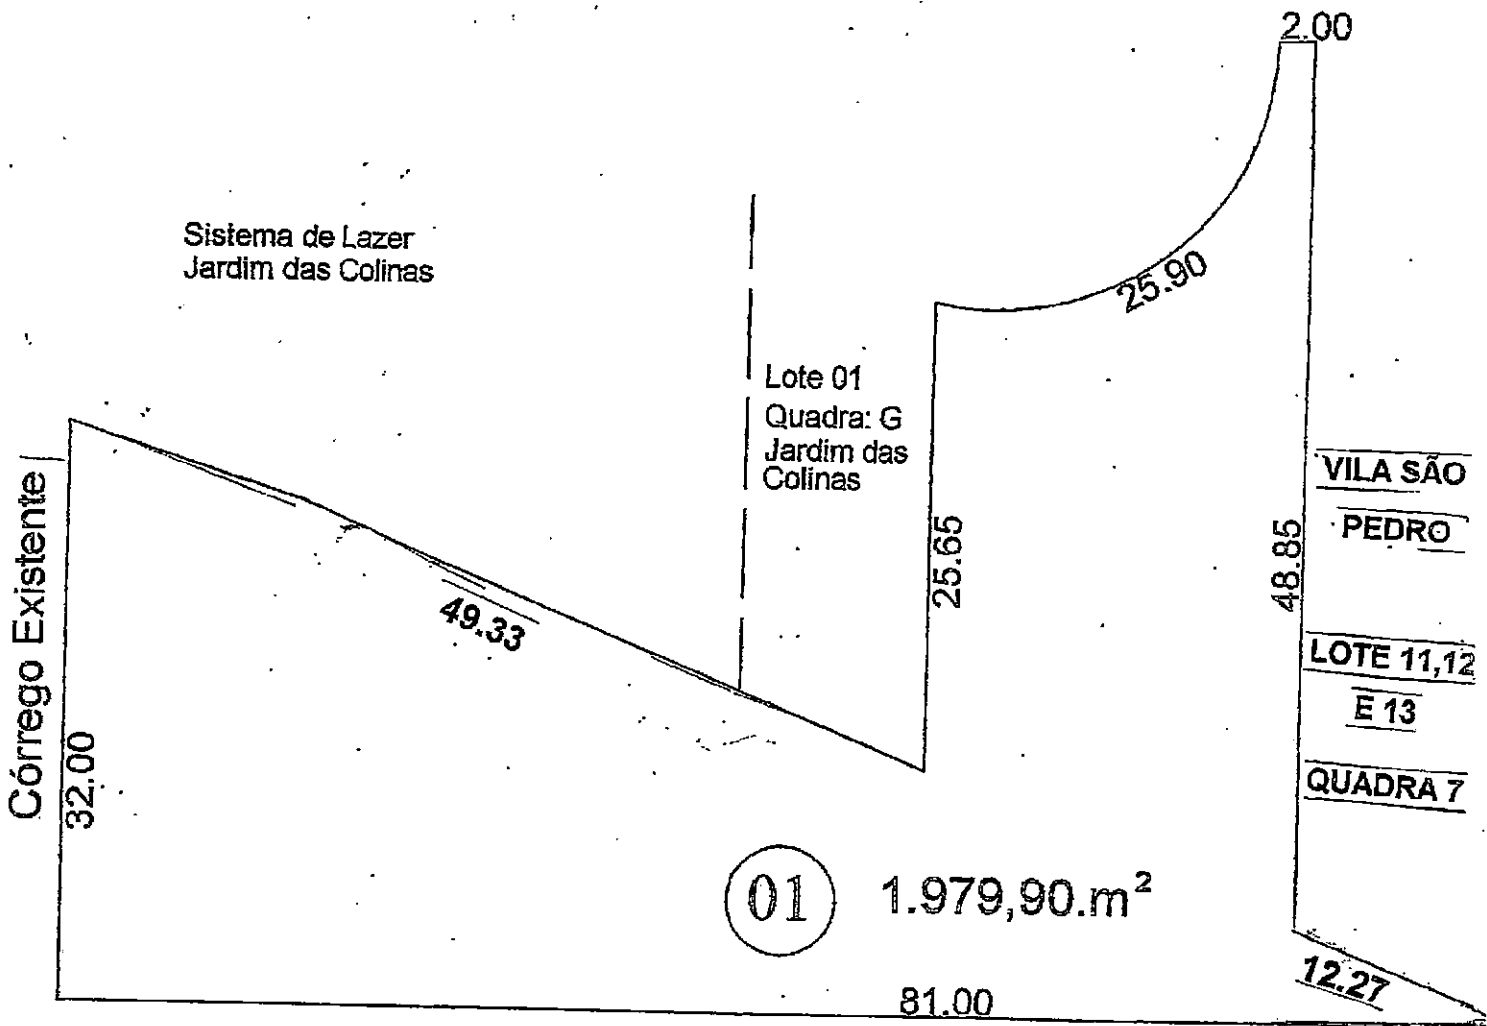 2.00
Sistema de Lazer
Jardim das Colinas
25.90
Lote 01
Quadra: G
Jardim das
Colinas
VILA SÃO
PEDRO
Córrego Existente
25.65
48.85
49.33
LOTE 11,12
E 13
QUADRA 7
32.00
01
1.979,90.m²
12.27
81.00